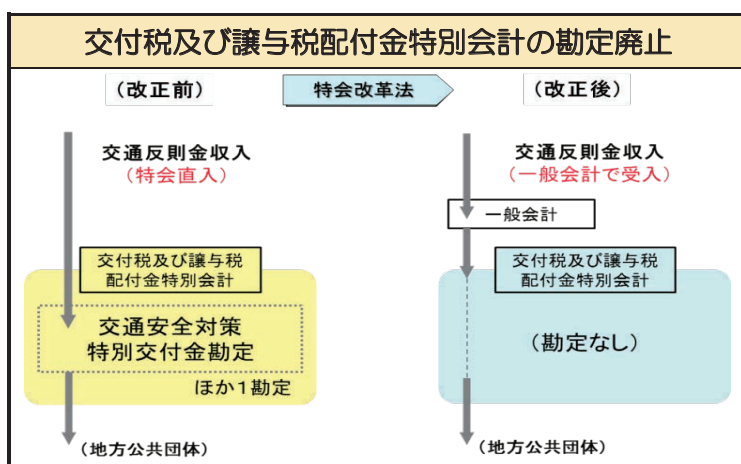 交付税及び譲与税配付金特別会計の勘定廃止
(改正前)
特会改革法
(改正後)
交通反則金収入
(特会直入)
交付税及び譲与税
配付金特別会計
交通安全対策
特別交付金勘定
ほか1勘定
(地方公共団体)
交通反則金収入
(一般会計で受入)
一般会計
交付税及び譲与税
配付金特別会計
(勘定なし)
(地方公共団体)